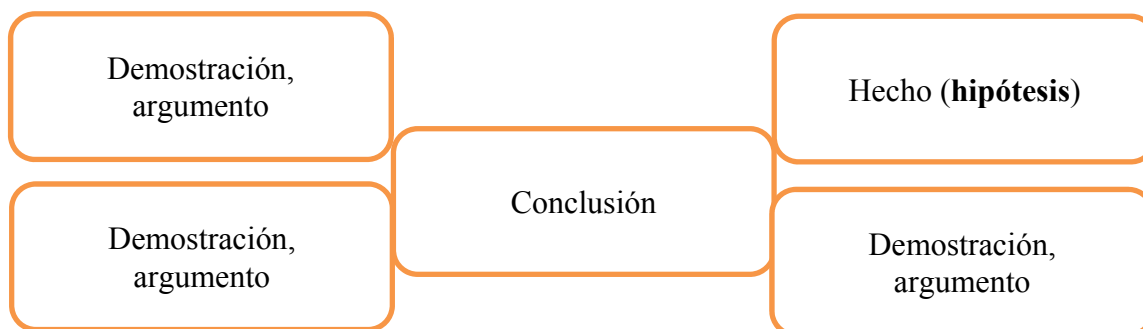 Demostración,
argumento
Hecho (hipótesis)
Conclusión
Demostración,
argumento
Demostración,
argumento